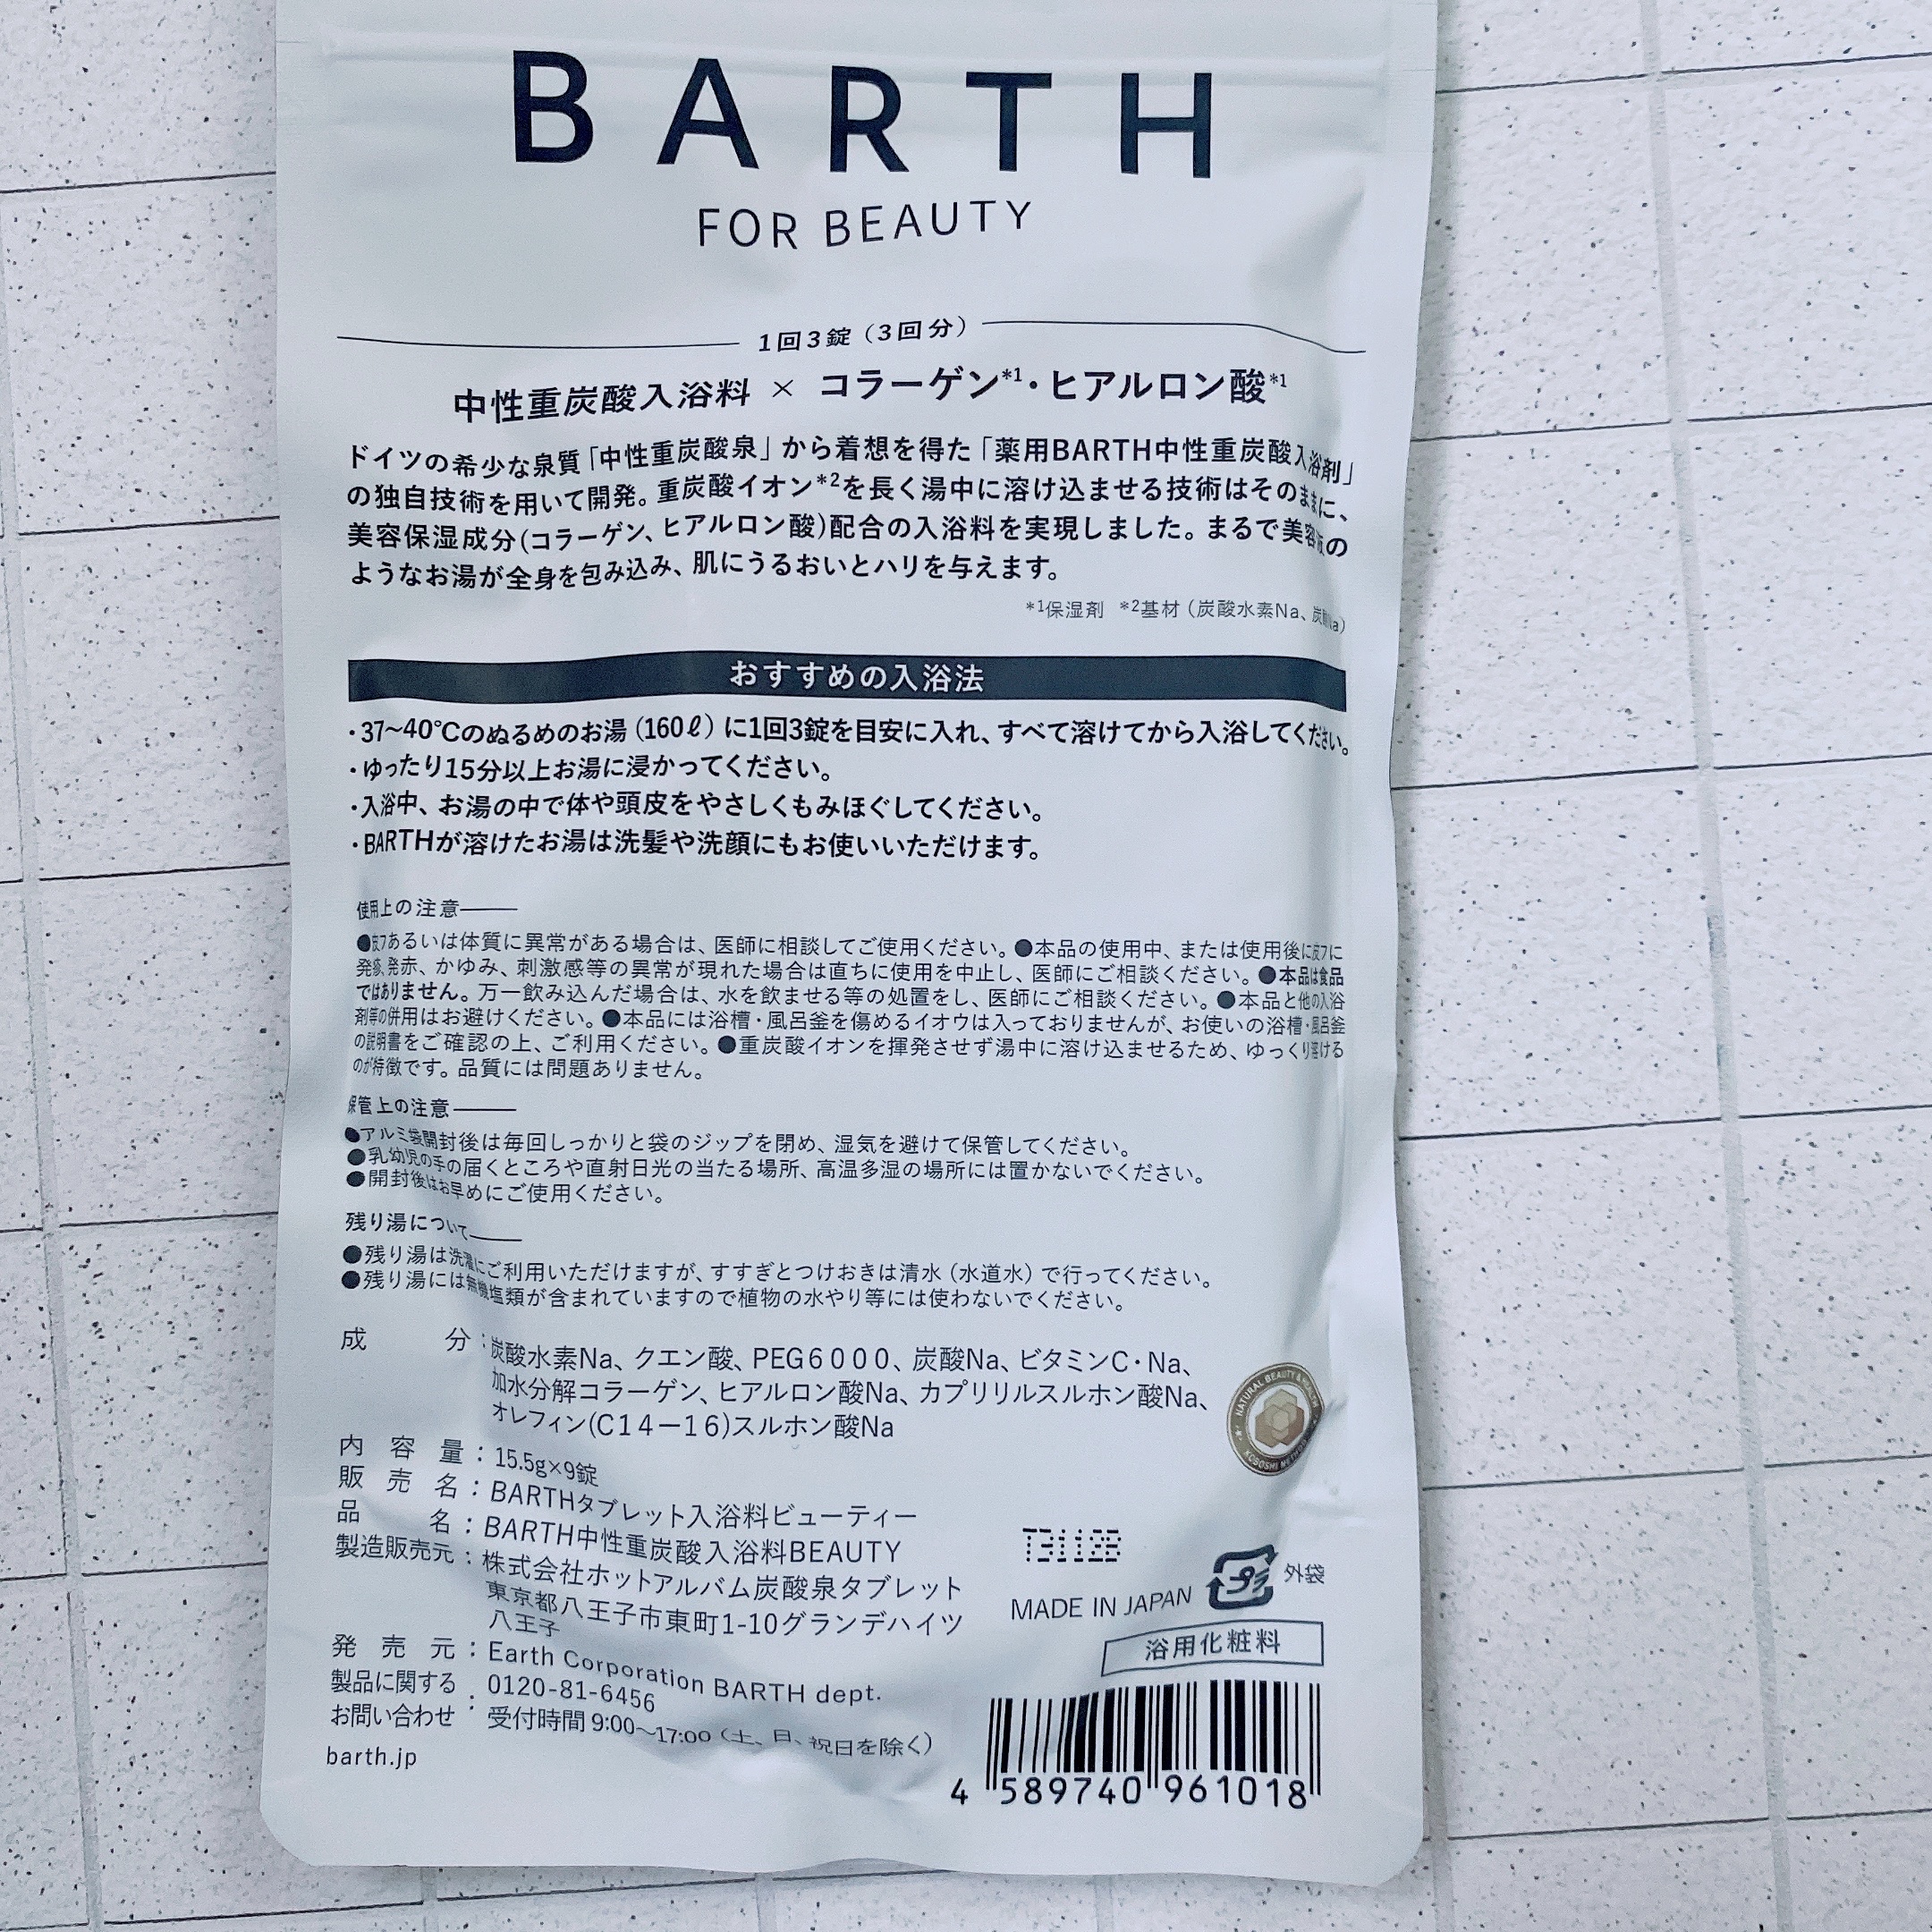 BARTH
FOR BEAUTY
1回3錠（3回分）
中性重炭酸入浴料 × コラーゲン*1・ヒアルロン酸*1
ドイツの希少な泉質「中性重炭酸泉」から着想を得た「薬用BARTH中性重炭酸入浴剤」
の独自技術を用いて開発。重炭酸イオン*2を長く湯中に溶け込ませる技術はそのままに、
美容保湿成分(コラーゲン、ヒアルロン酸)配合の入浴料を実現しました。まるで美容液の
ようなお湯が全身を包み込み、肌にうるおいとハリを与えます。
*1保湿剤 *2基材（炭酸水素Na、炭酸Na）
おすすめの入浴法
・37~40℃のぬるめのお湯（160ℓ）に1回3錠を目安に入れ、すべて溶けてから入浴してください。
・ゆったり15分以上お湯に浸かってください。
・入浴中、お湯の中で体や頭皮をやさしくもみほぐしてください。
・BARTHが溶けたお湯は洗髪や洗顔にもお使いいただけます。
使用上の注意
●皮フあるいは体質に異常がある場合は、医師に相談してご使用ください。●本品の使用中、または使用後に皮フに
発疹、発赤、かゆみ、刺激感等の異常が現れた場合は直ちに使用を中止し、医師にご相談ください。●本品は食品
ではありません。万一飲み込んだ場合は、水を飲ませる等の処置をし、医師にご相談ください。●本品と他の入浴
剤等の併用はお避けください。●本品には浴槽・風呂釜を傷めるイオウは入っておりませんが、お使いの浴槽・風呂釜
の説明書をご確認の上、ご利用ください。●重炭酸イオンを揮発させず湯中に溶け込ませるため、ゆっくり溶ける
のが特徴です。品質には問題ありません。
保管上の注意
●アルミ袋開封後は毎回しっかりと袋のジップを閉め、湿気を避けて保管してください。
●乳幼児の手の届くところや直射日光の当たる場所、高温多湿の場所には置かないでください。
●開封後はお早めにご使用ください。
残り湯について
●残り湯は洗濯にご利用いただけますが、すすぎとつけおきは清水（水道水）で行ってください。
●残り湯には無機塩類が含まれていますので植物の水やり等には使わないでください。
成分：炭酸水素Na、クエン酸、PEG６０００、炭酸Na、ビタミンC・Na、
加水分解コラーゲン、ヒアルロン酸Na、カプリリルスルホン酸Na、
オレフィン(C１４ー１６)スルホン酸Na
NATURAL BEAUTY & HEALTH
KOBOSHI METHOD
内容量：15.5g×9錠
販売名：BARTHタブレット入浴料ビューティー
品名：BARTH中性重炭酸入浴料BEAUTY
製造販売元：株式会社ホットアルバム炭酸泉タブレット
東京都八王子市東町1-10グランデハイツ
八王子
発売元：Earth Corporation BARTH dept.
製品に関する
お問い合わせ：0120-81-6456
受付時間 9:00〜17:00（土、日、祝日を除く）
barth.jp
プラ 外袋
MADE IN JAPAN
浴用化粧料
4 589740 961018